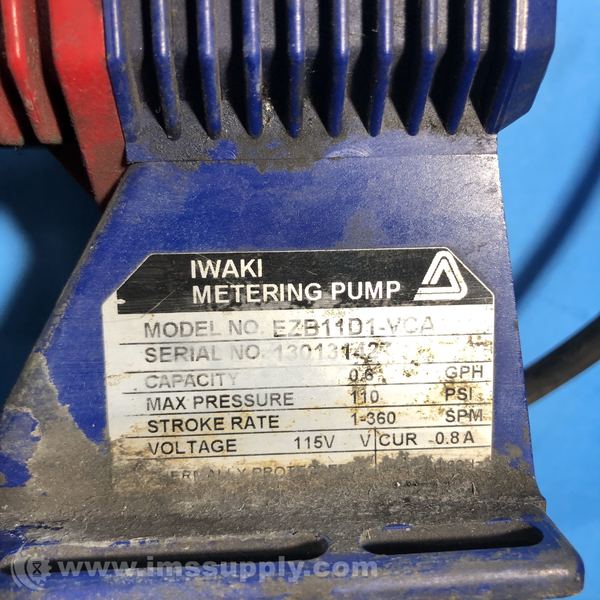 IWAKI
METERING PUMP
MODEL NO. EZB11D1-VCA
SERIAL NO.
CAPACITY 0.6 GPH
MAX PRESSURE 110 PSI
STROKE RATE 1-360 SPM
VOLTAGE 115V V CUR 0.8 A
www.imssupply.com